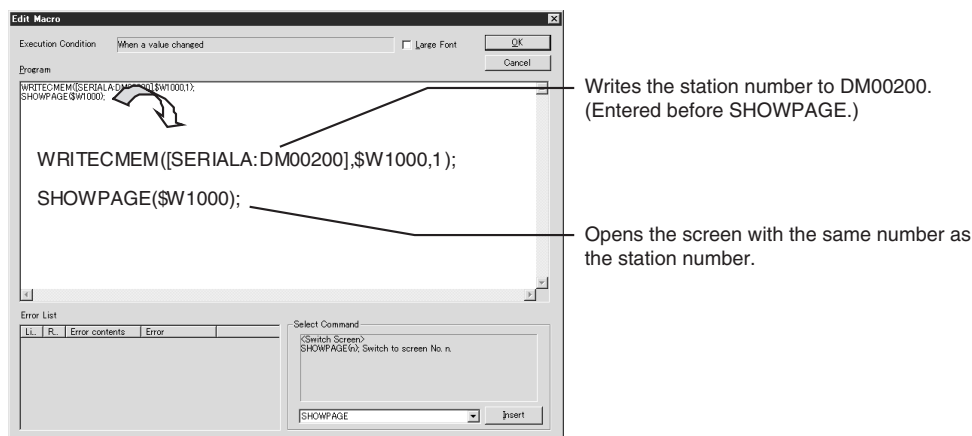 Edit Macro
Execution Condition
When a value changed
Large Font
OK
Cancel
Program
WRITECMEM([SERIALA:DM00200],$W1000,1);
SHOWPAGE($W1000);
WRITECMEM([SERIALA:DM00200],$W1000,1);
SHOWPAGE($W1000);
Writes the station number to DM00200.
(Entered before SHOWPAGE.)
Opens the screen with the same number as
the station number.
Error List
Li.. R.. Error contents Error
Select Command
<Switch Screen>
SHOWPAGE(n); Switch to screen No. n.
SHOWPAGE
Insert